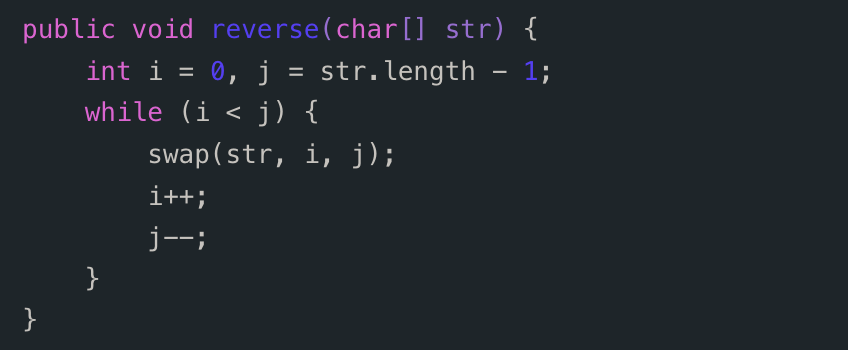 public void reverse(char[] str) {
    int i = 0, j = str.length - 1;
    while (i < j) {
        swap(str, i, j);
        i++;
        j--;
    }
}